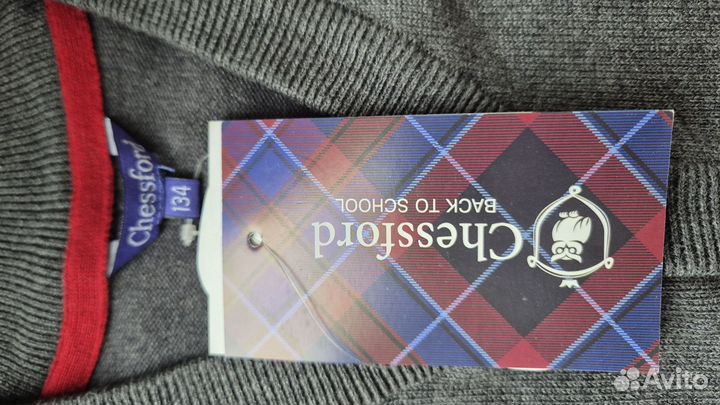 Chessford
134
Chessford
BACK TO SCHOOL
Avito